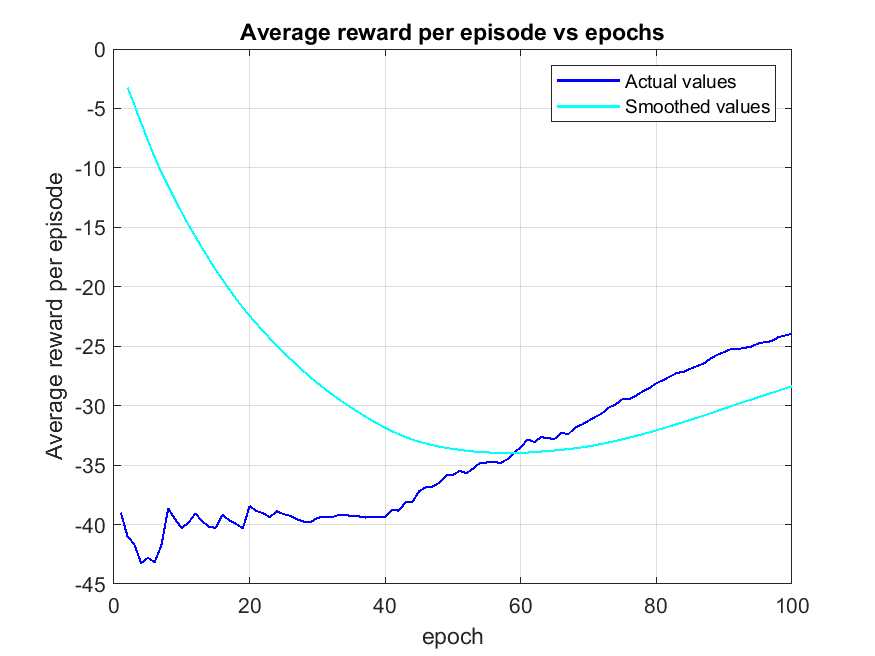 Average reward per episode vs epochs
Actual values
Smoothed values
Average reward per episode
0
-5
-10
-15
-20
-25
-30
-35
-40
-45
0 20 40 60 80 100
epoch